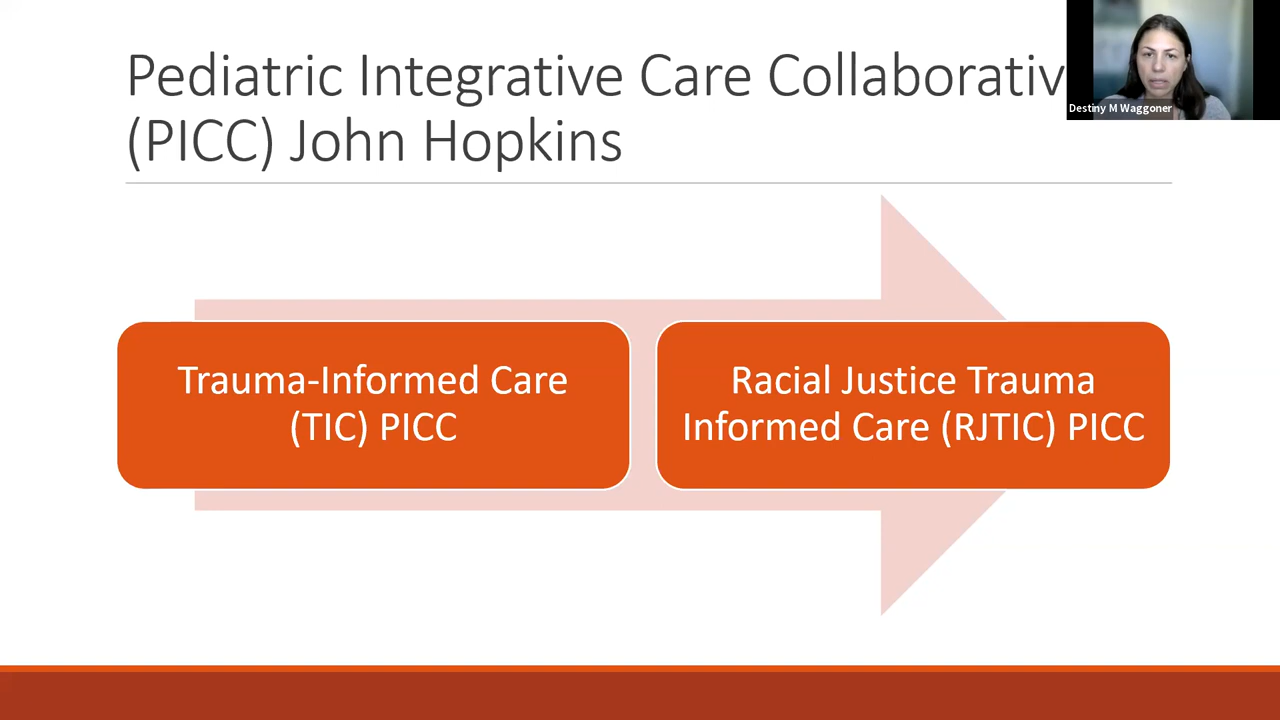 Pediatric Integrative Care Collaborativ
(PICC) John Hopkins
Destiny M Waggoner
Trauma-Informed Care
(TIC) PICC
Racial Justice Trauma
Informed Care (RJTIC) PICC